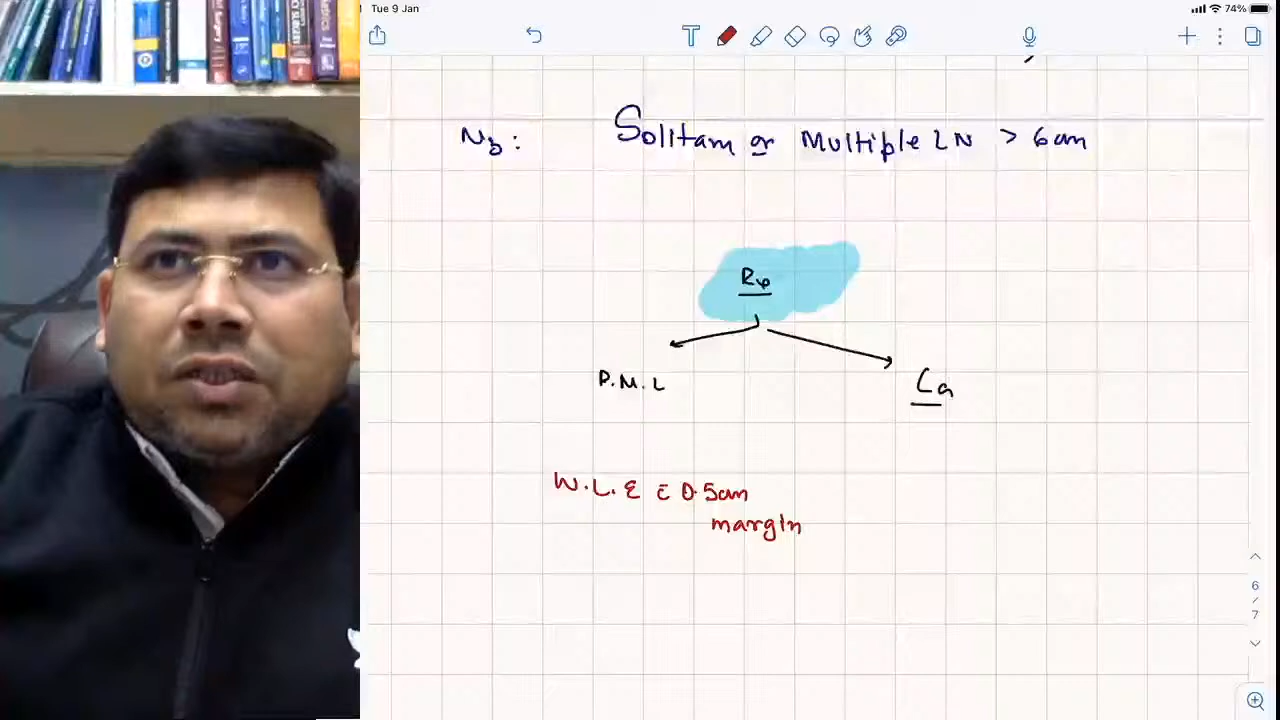 Tue 9 Jan
74%
N3: Solitary or Multiple LN > 6cm
Rx
P.M.L
Ca
W.L.E c̄ 0.5cm
margin
6
/
7